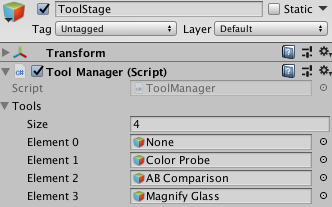 ToolStage Static
Tag Untagged Layer Default
Transform
C# Tool Manager (Script)
Script ToolManager
Tools
Size 4
Element 0 None
Element 1 Color Probe
Element 2 AB Comparison
Element 3 Magnify Glass